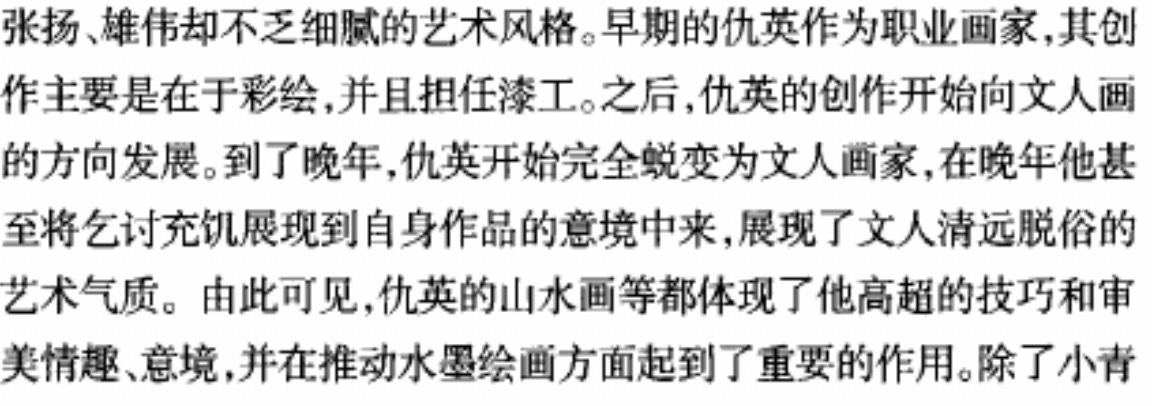 张扬、雄伟却不乏细腻的艺术风格。早期的仇英作为职业画家,其创
作主要是在于彩绘,并且担任漆工。之后,仇英的创作开始向文人画
的方向发展。到了晚年,仇英开始完全蜕变为文人画家,在晚年他甚
至将乞讨充饥展现到自身作品的意境中来,展现了文人清远脱俗的
艺术气质。由此可见,仇英的山水画等都体现了他高超的技巧和审
美情趣、意境,并在推动水墨绘画方面起到了重要的作用。除了小青